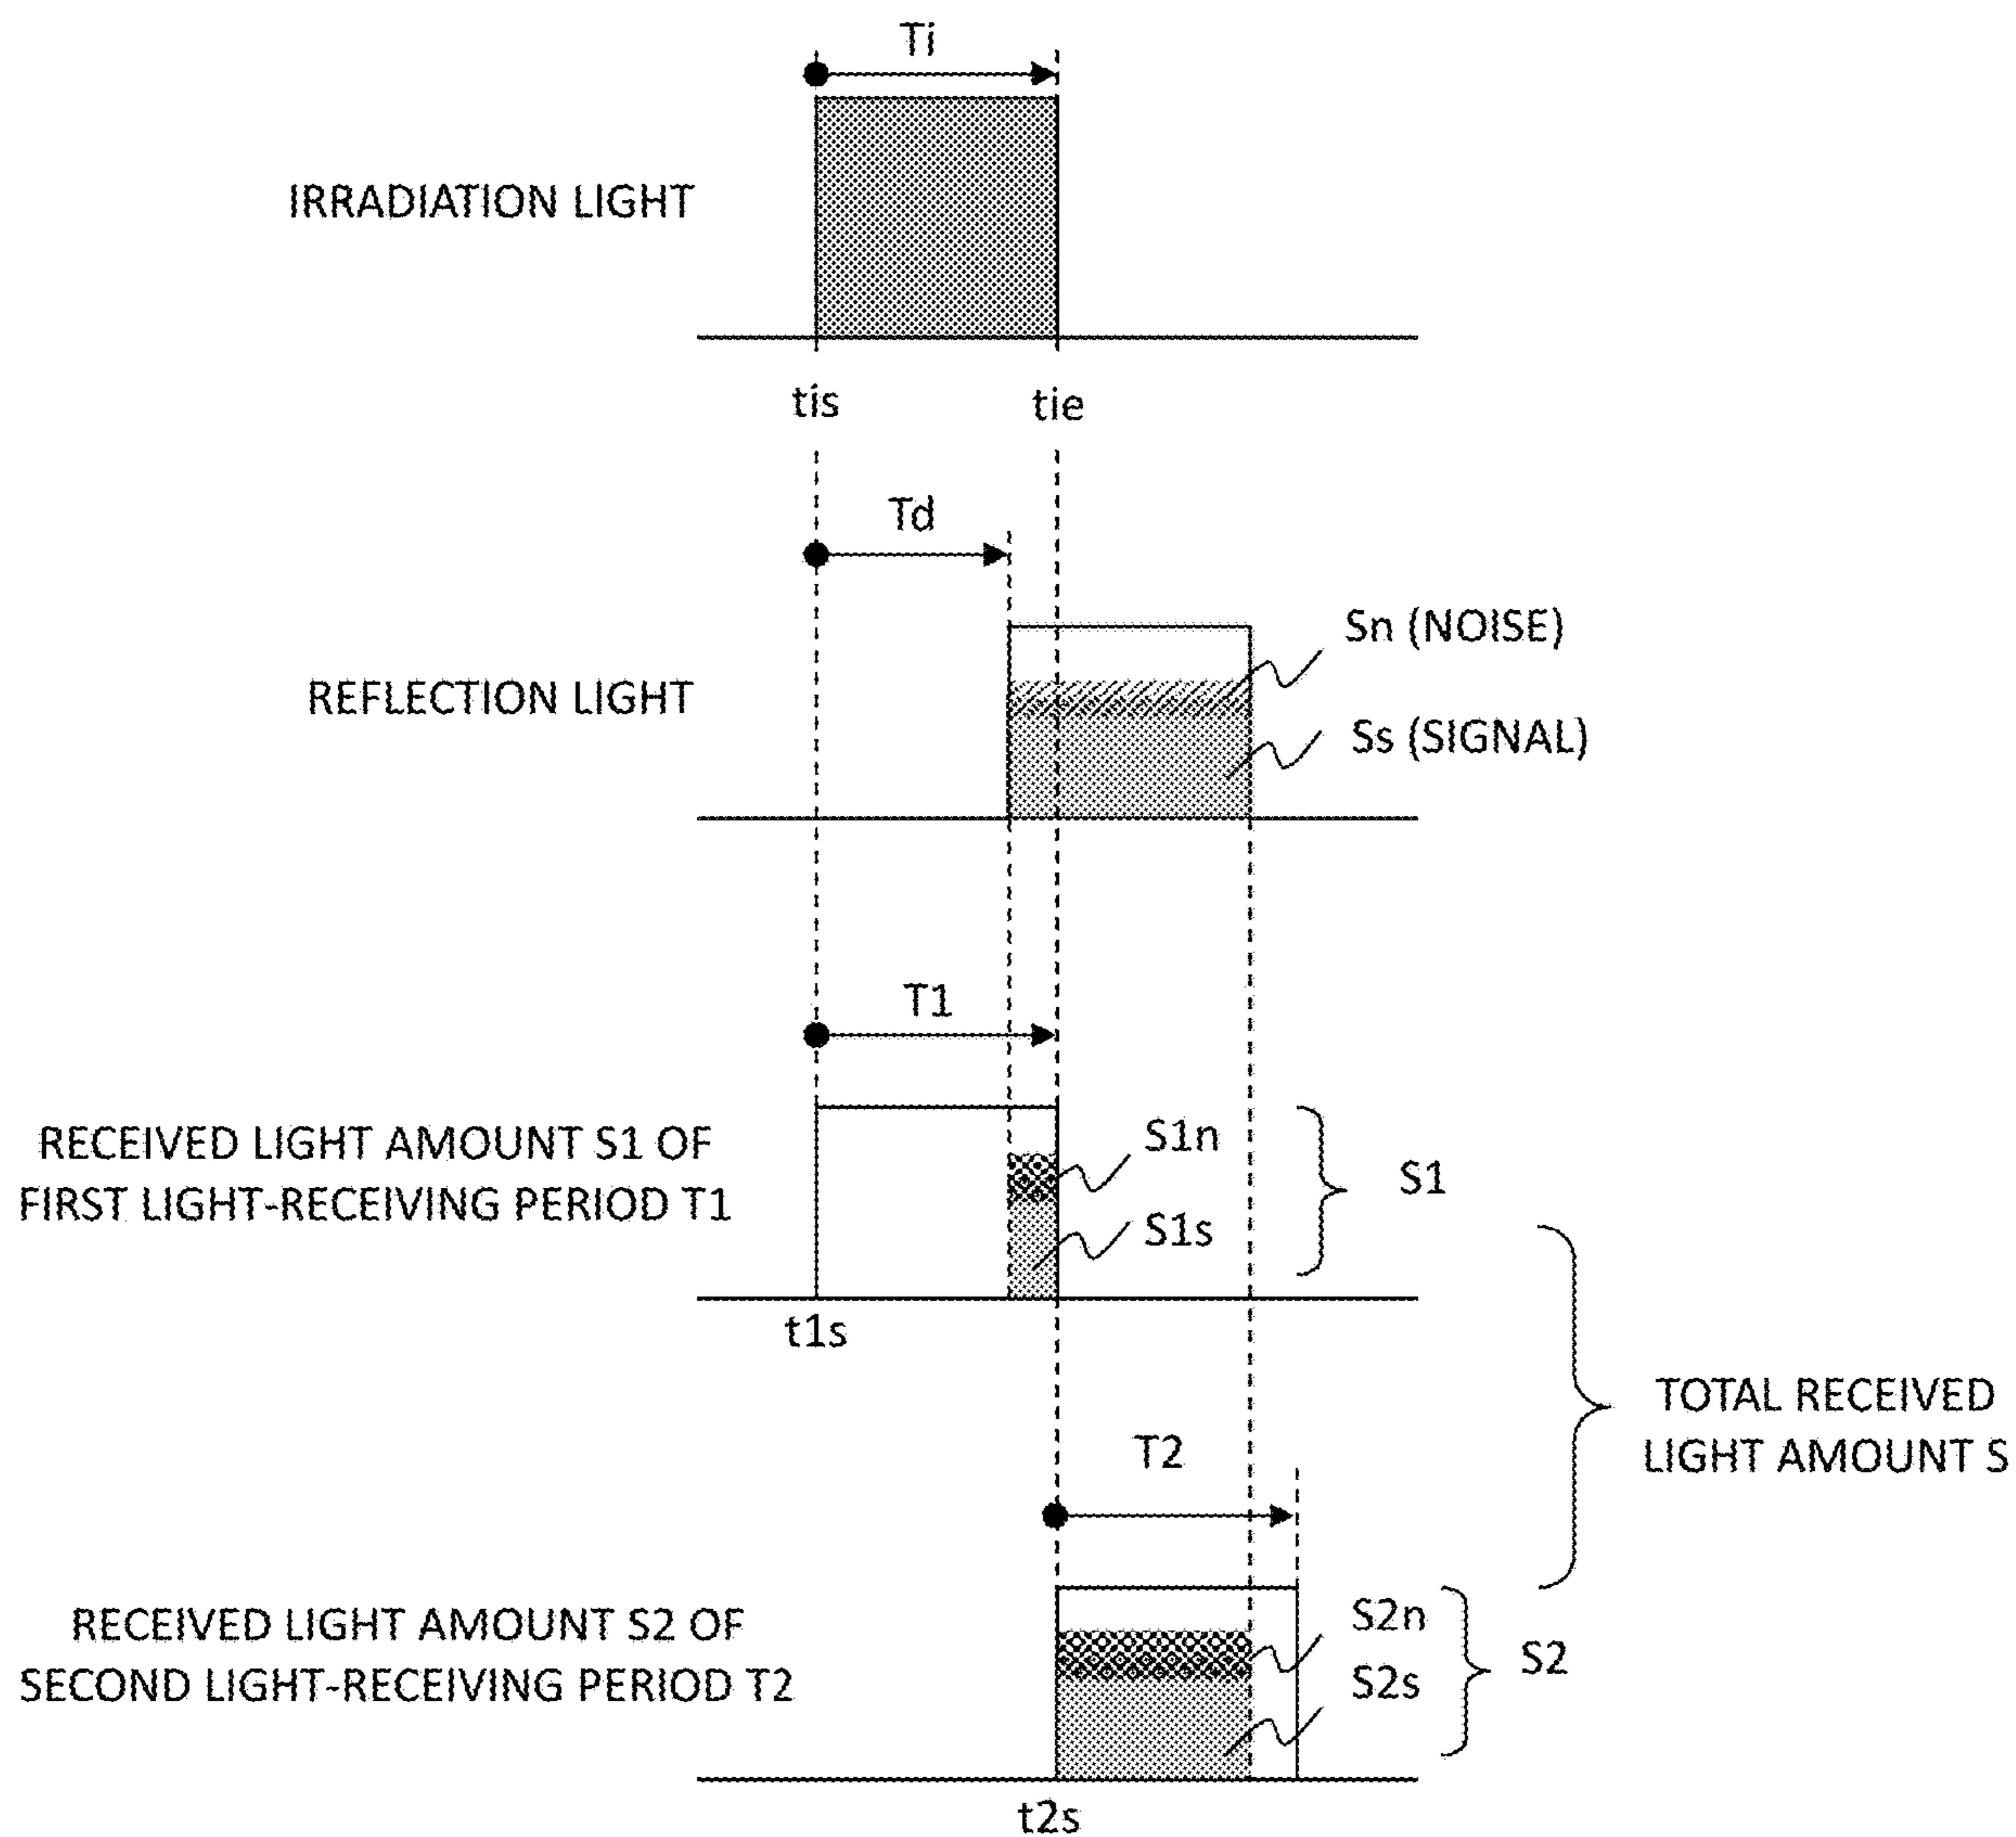 Ti
IRRADIATION LIGHT
tis
tie
Td
Sn (NOISE)
REFLECTION LIGHT
Ss (SIGNAL)
T1
RECEIVED LIGHT AMOUNT S1 OF
FIRST LIGHT-RECEIVING PERIOD T1
S1n
S1s
S1
t1s
TOTAL RECEIVED
LIGHT AMOUNT S
T2
RECEIVED LIGHT AMOUNT S2 OF
SECOND LIGHT-RECEIVING PERIOD T2
S2n
S2s
S2
t2s